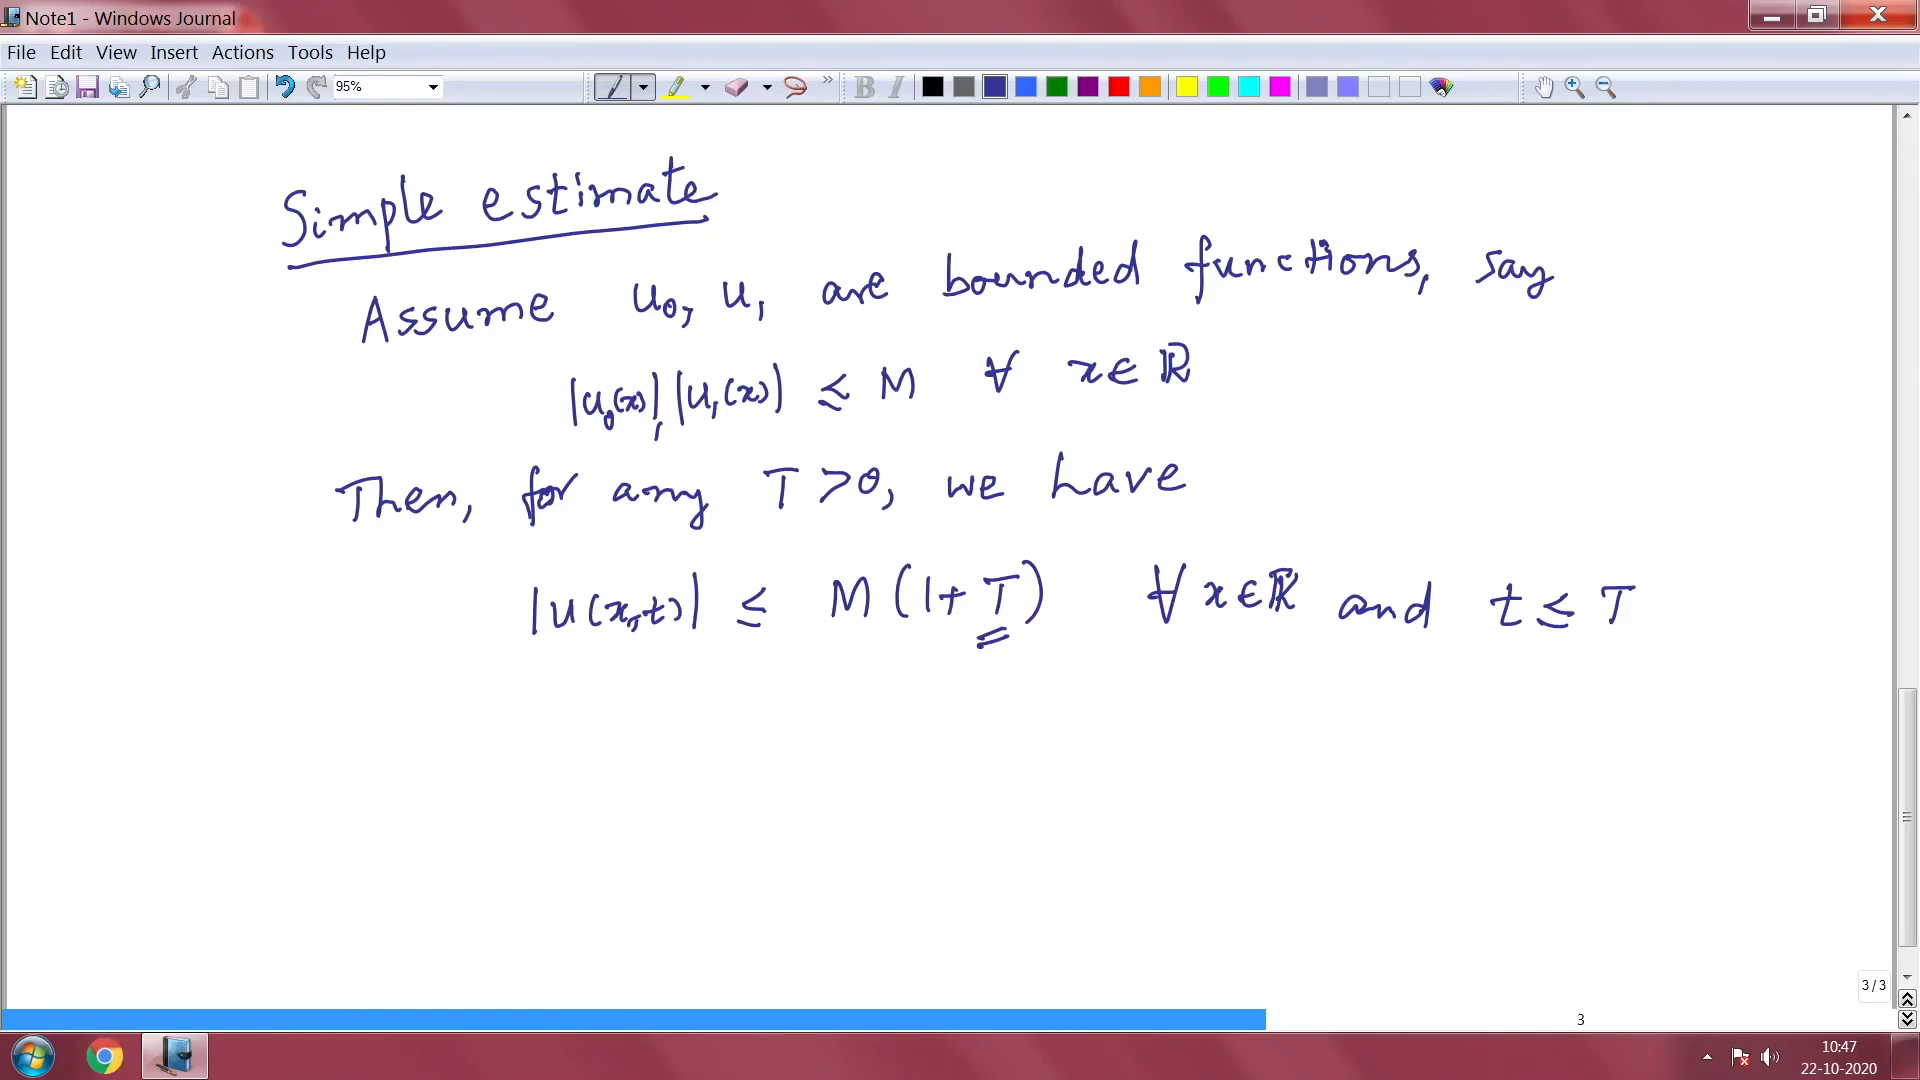 Note1 - Windows Journal
File Edit View Insert Actions Tools Help
95%
B I
Simple estimate
Assume u₀, u₁ are bounded functions, say
|u₀(x)|, |u₁(x)| ≤ M ∀ x ∈ ℝ
Then, for any T > 0, we have
|u(x,t)| ≤ M (1 + T) ∀ x ∈ ℝ and t ≤ T
3 / 3
3
10:47
22-10-2020